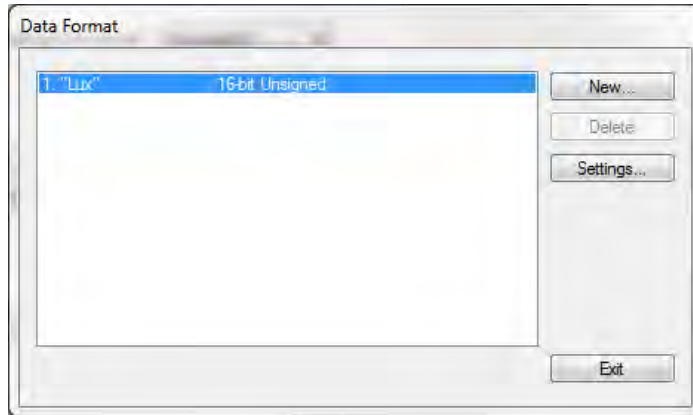 Data Format
1. "Lux" 16-bit Unsigned
New...
Delete
Settings...
Exit